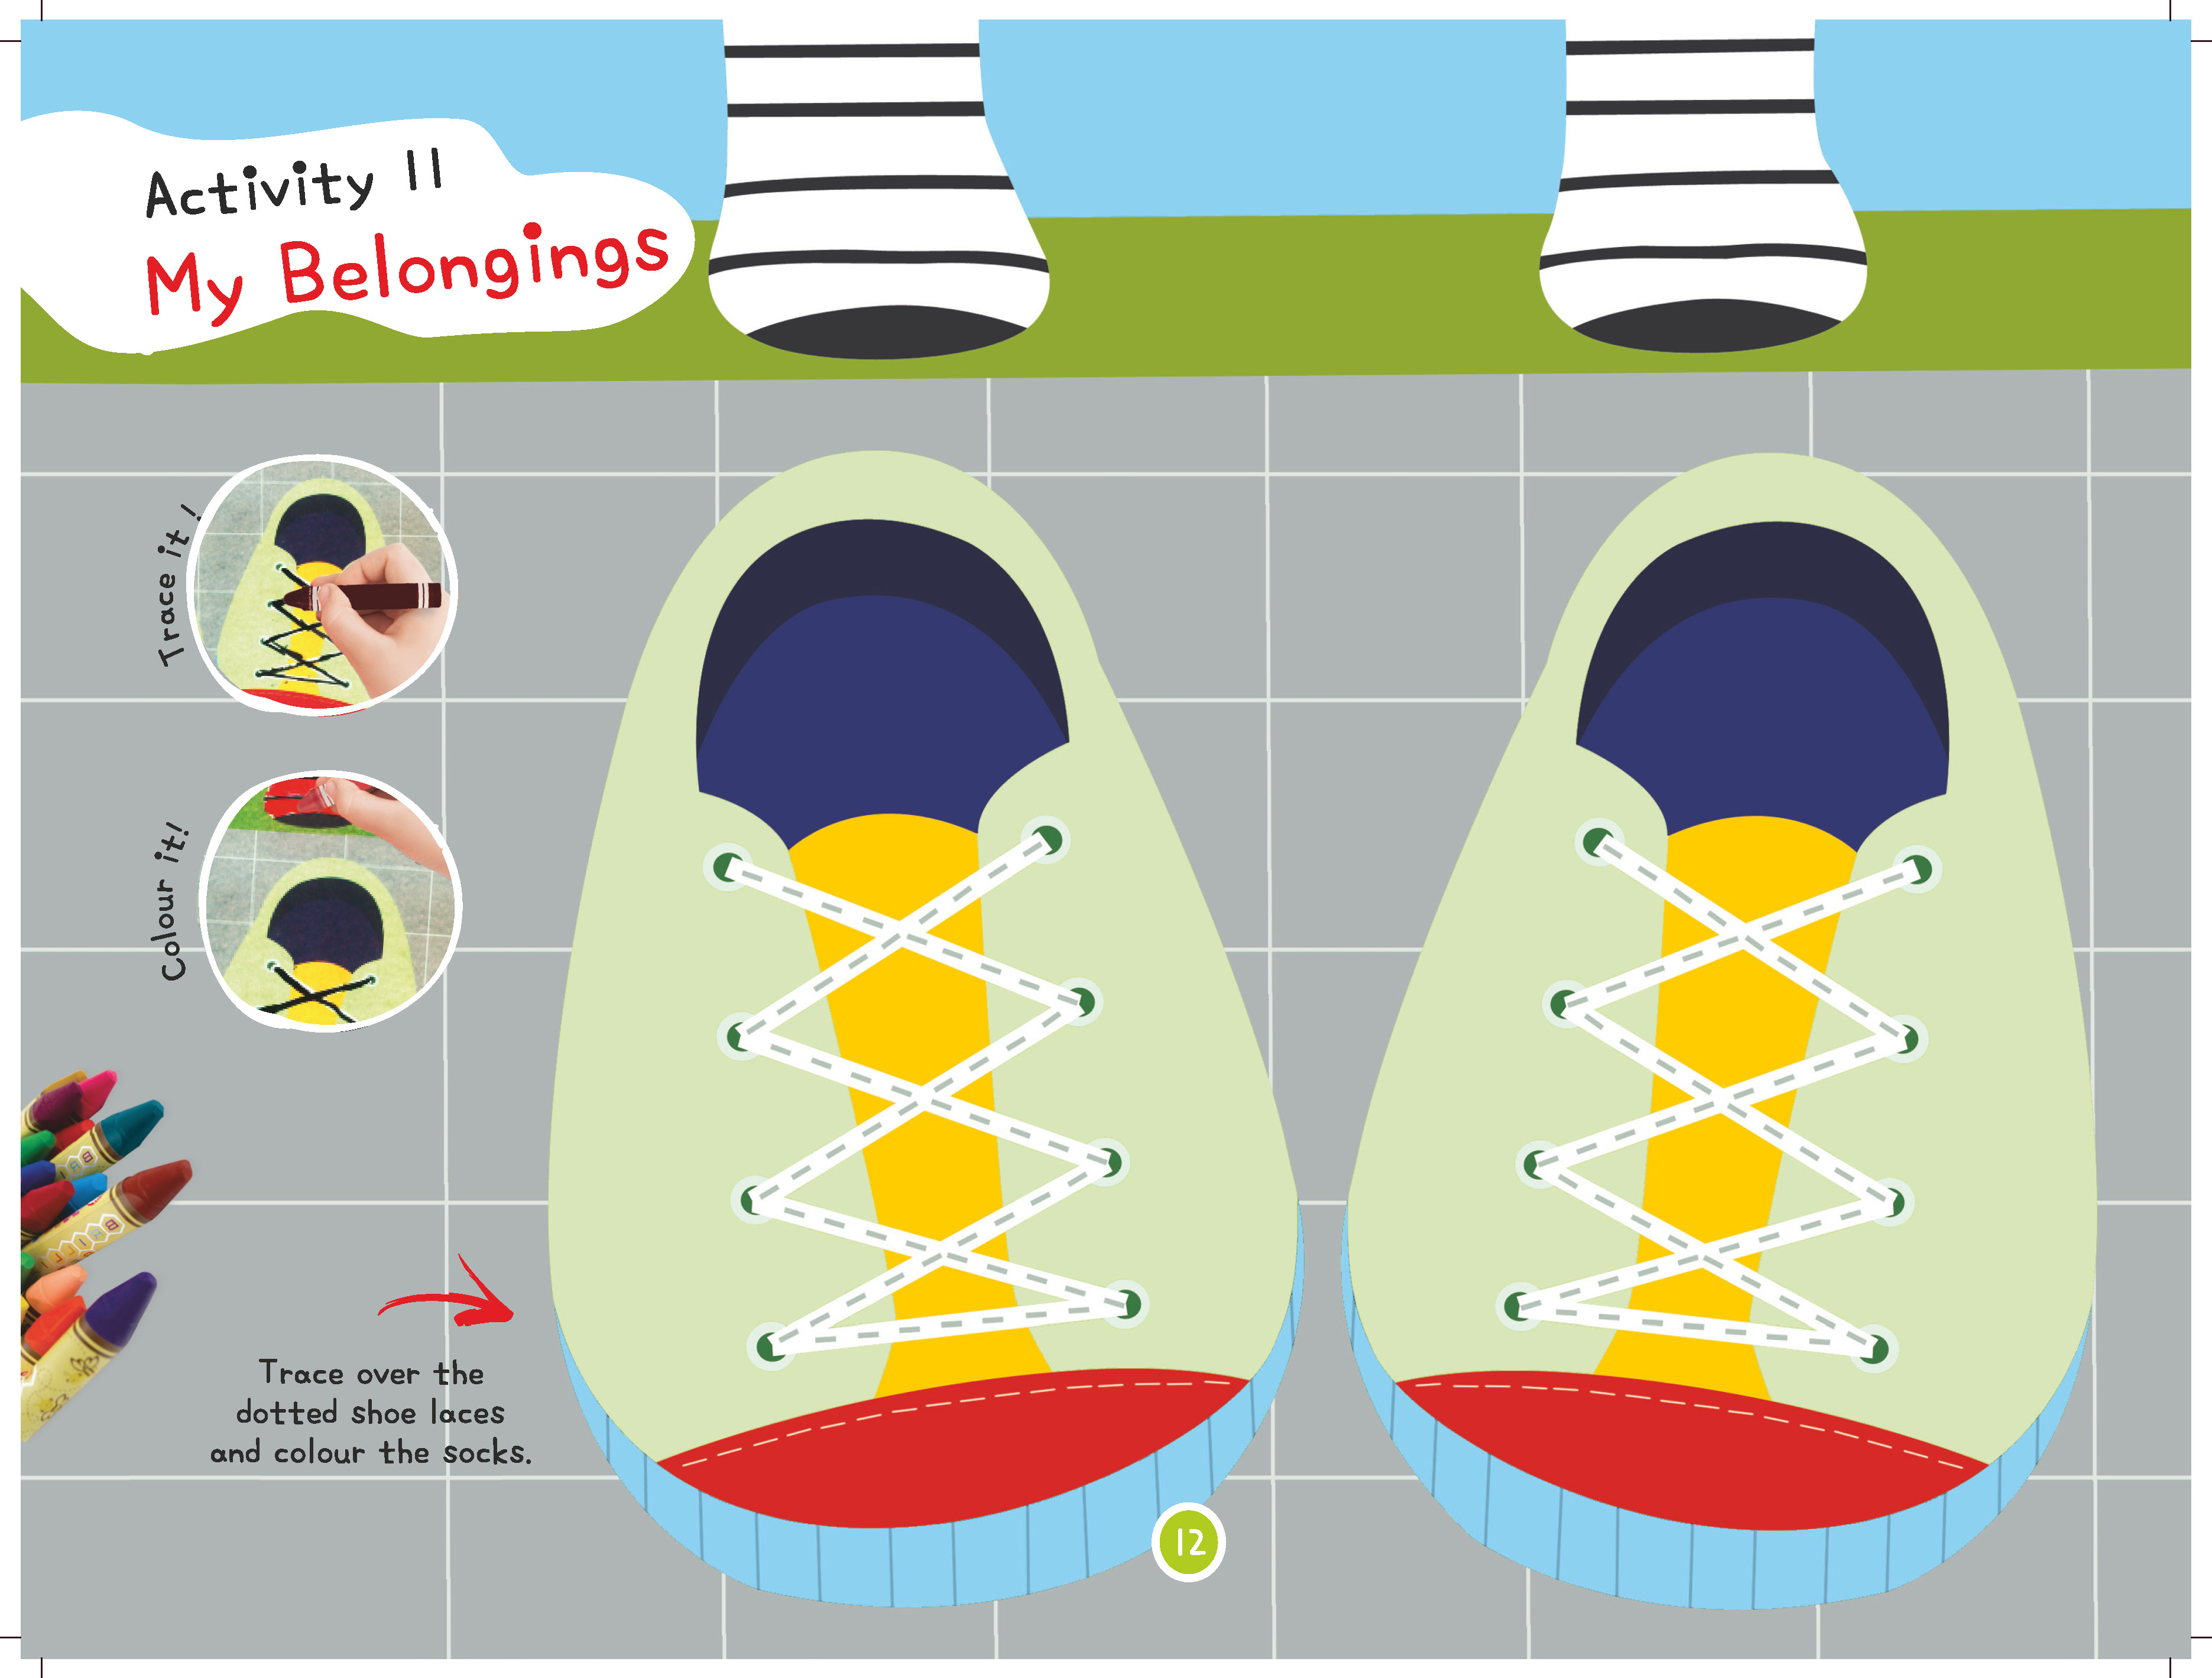 Activity 11
My Belongings
Trace it!
Colour it!
Trace over the
dotted shoe laces
and colour the socks.
12